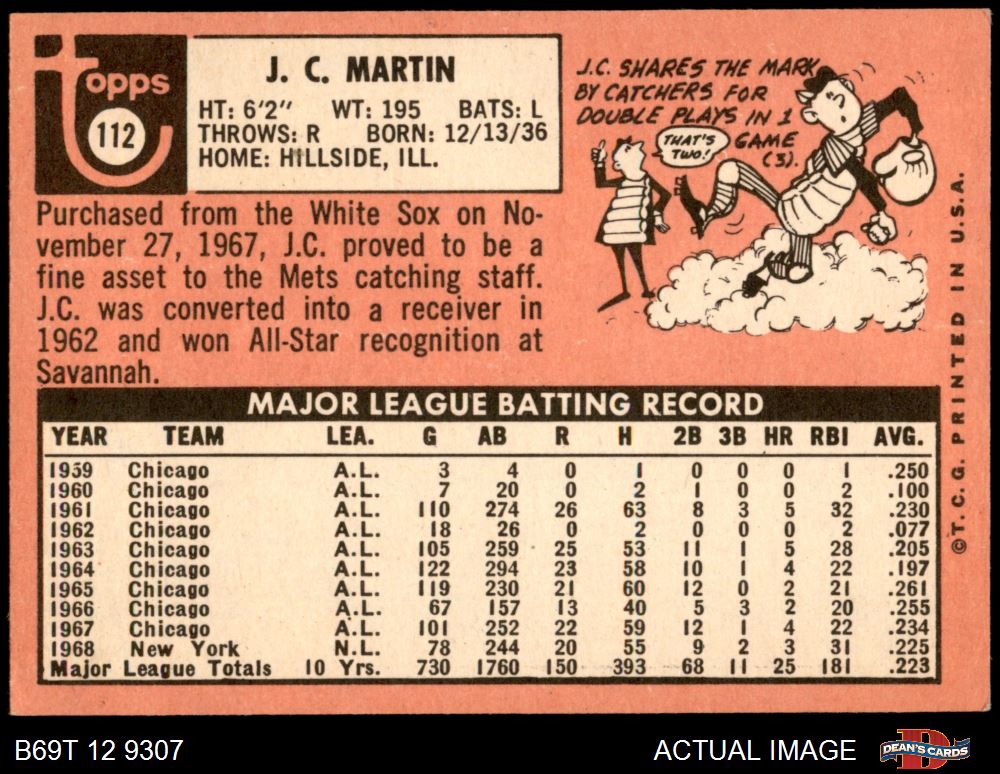 topps
112
J. C. MARTIN
HT: 6'2" WT: 195 BATS: L
THROWS: R BORN: 12/13/36
HOME: HILLSIDE, ILL.
J.C. SHARES THE MARK
BY CATCHERS FOR
DOUBLE PLAYS IN 1
GAME
(3).
THAT'S
TWO!
Purchased from the White Sox on No-
vember 27, 1967, J.C. proved to be a
fine asset to the Mets catching staff.
J.C. was converted into a receiver in
1962 and won All-Star recognition at
Savannah.
MAJOR LEAGUE BATTING RECORD
YEAR TEAM LEA. G AB R H 2B 3B HR RBI AVG.
1959 Chicago A.L. 3 4 0 1 0 0 0 1 .250
1960 Chicago A.L. 7 20 0 2 1 0 0 2 .100
1961 Chicago A.L. 110 274 26 63 8 3 5 32 .230
1962 Chicago A.L. 18 26 0 2 0 0 0 2 .077
1963 Chicago A.L. 105 259 25 53 11 1 5 28 .205
1964 Chicago A.L. 122 294 23 58 10 1 4 22 .197
1965 Chicago A.L. 119 230 21 60 12 0 2 21 .261
1966 Chicago A.L. 67 157 13 40 5 3 2 20 .255
1967 Chicago A.L. 101 252 22 59 12 1 4 22 .234
1968 New York N.L. 78 244 20 55 9 2 3 31 .225
Major League Totals 10 Yrs. 730 1760 150 393 68 11 25 181 .223
©T. C. G. PRINTED IN U.S.A.
B69T 12 9307
ACTUAL IMAGE
D
DEAN'S CARDS